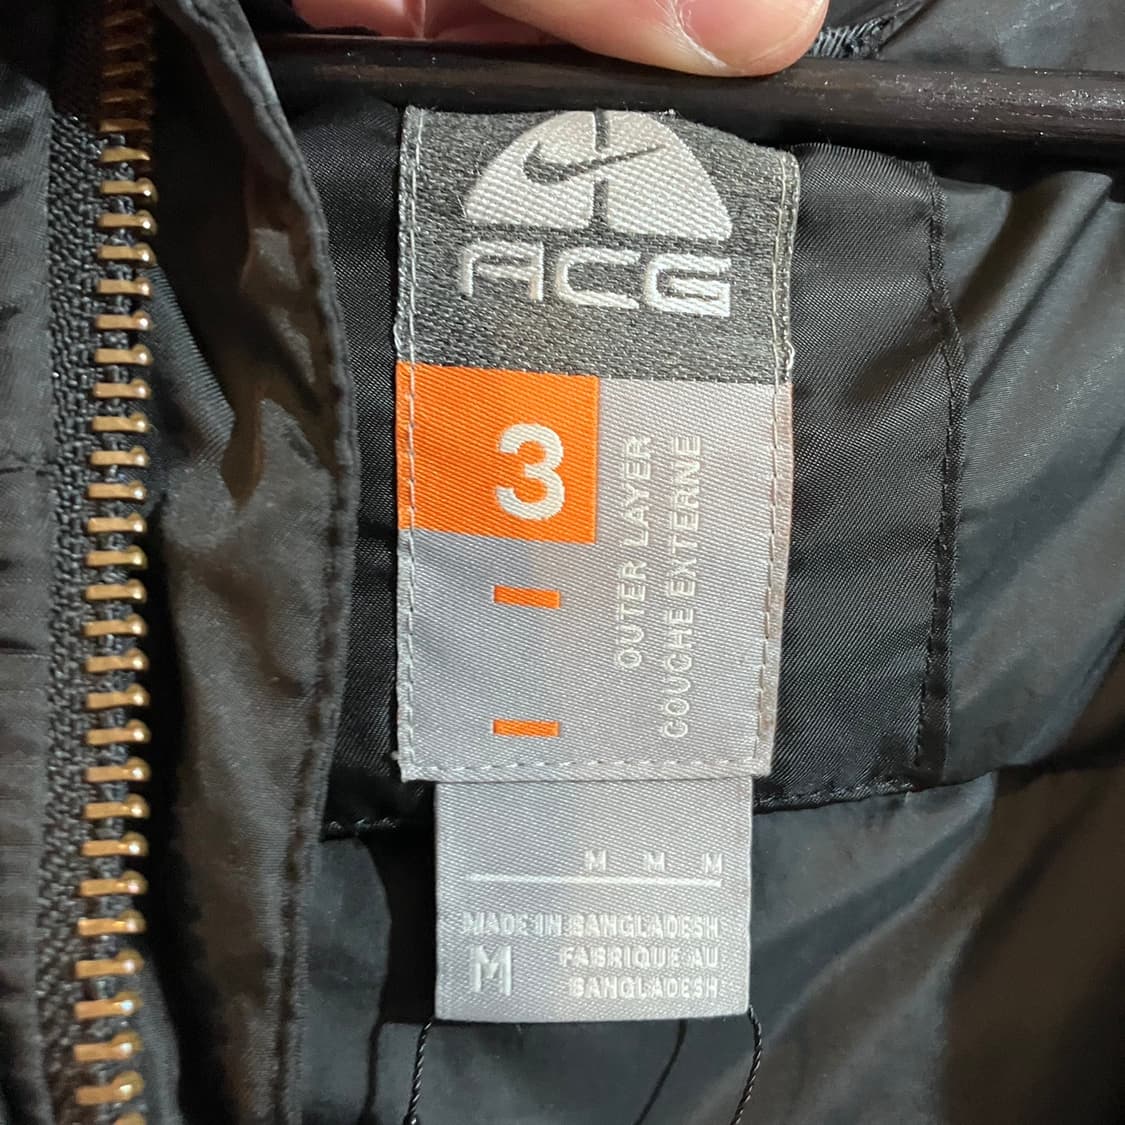 ACG
3
OUTER LAYER
COUCHE EXTERNE
M M M
MADE IN BANGLADESH
M
FABRIQUE AU
BANGLADESH